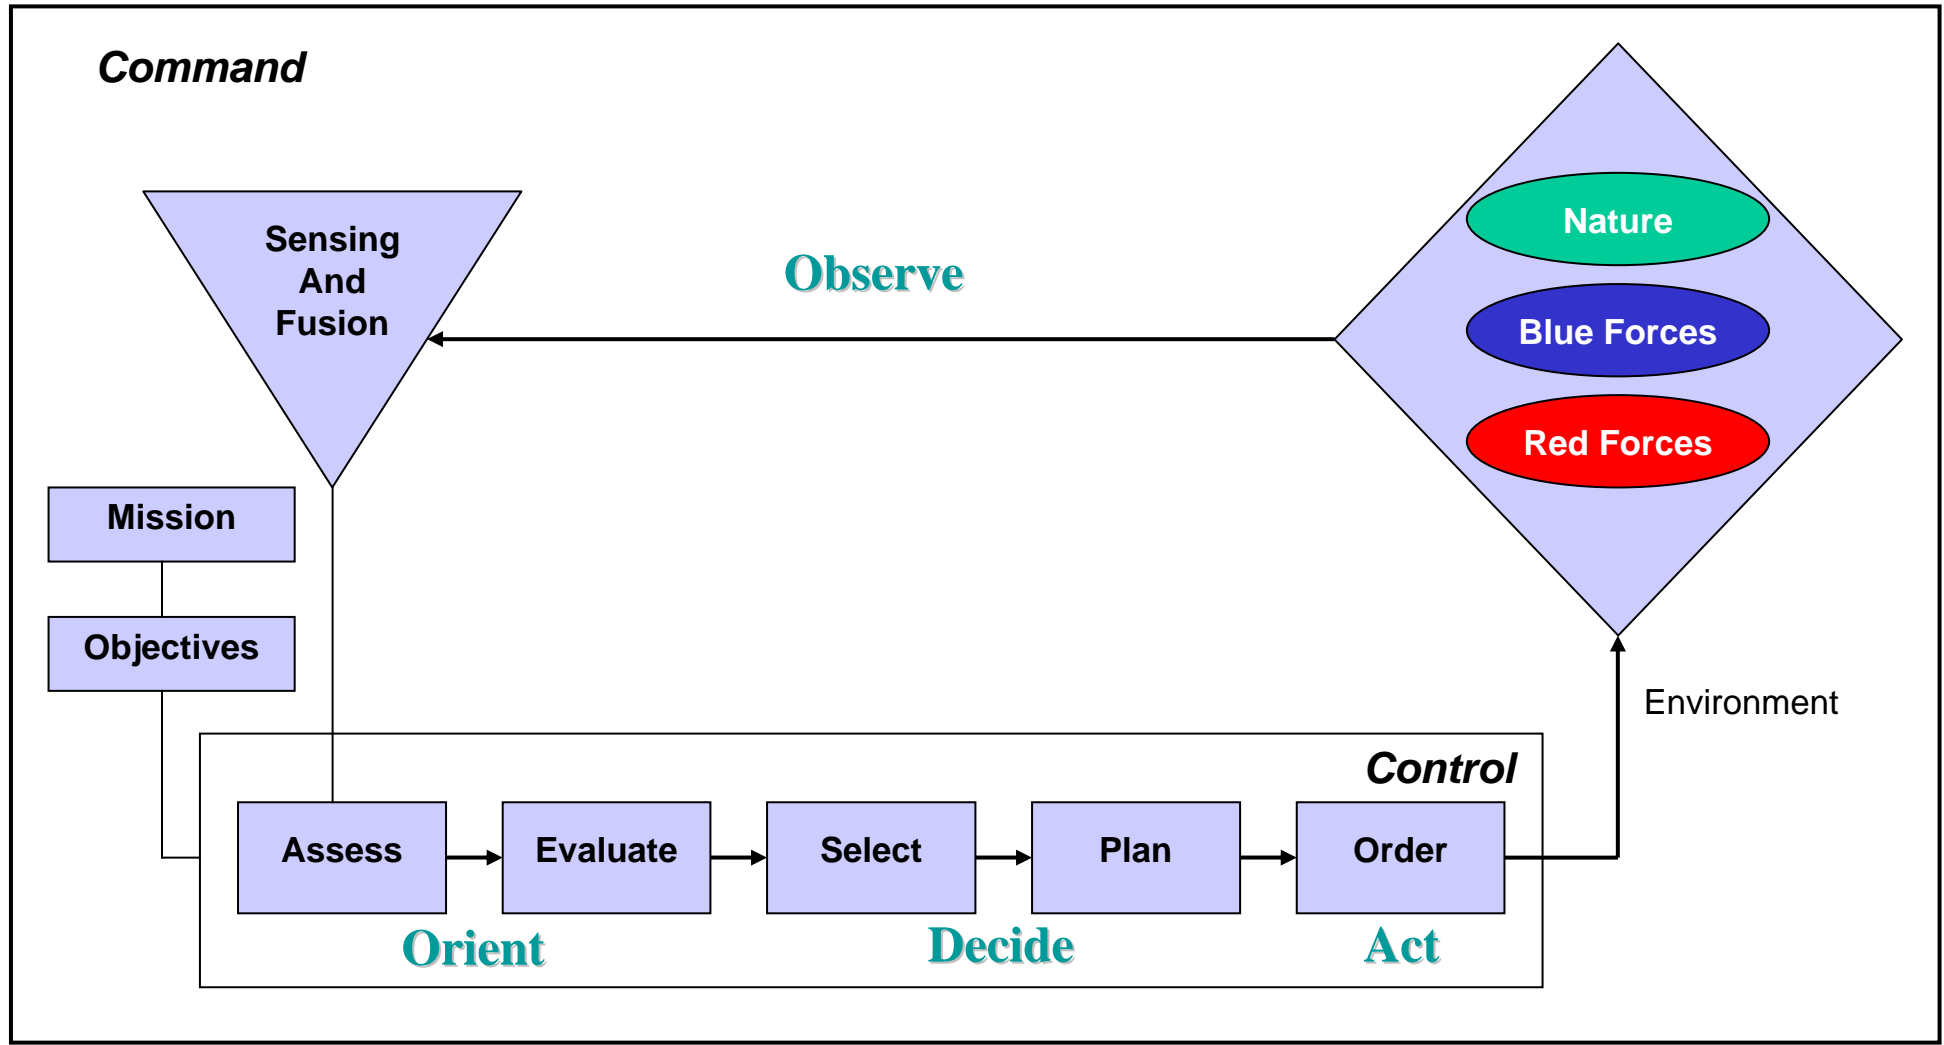 Command
Sensing
And
Fusion
Observe
Nature
Blue Forces
Red Forces
Mission
Objectives
Environment
Control
Assess
Evaluate
Select
Plan
Order
Orient
Decide
Act